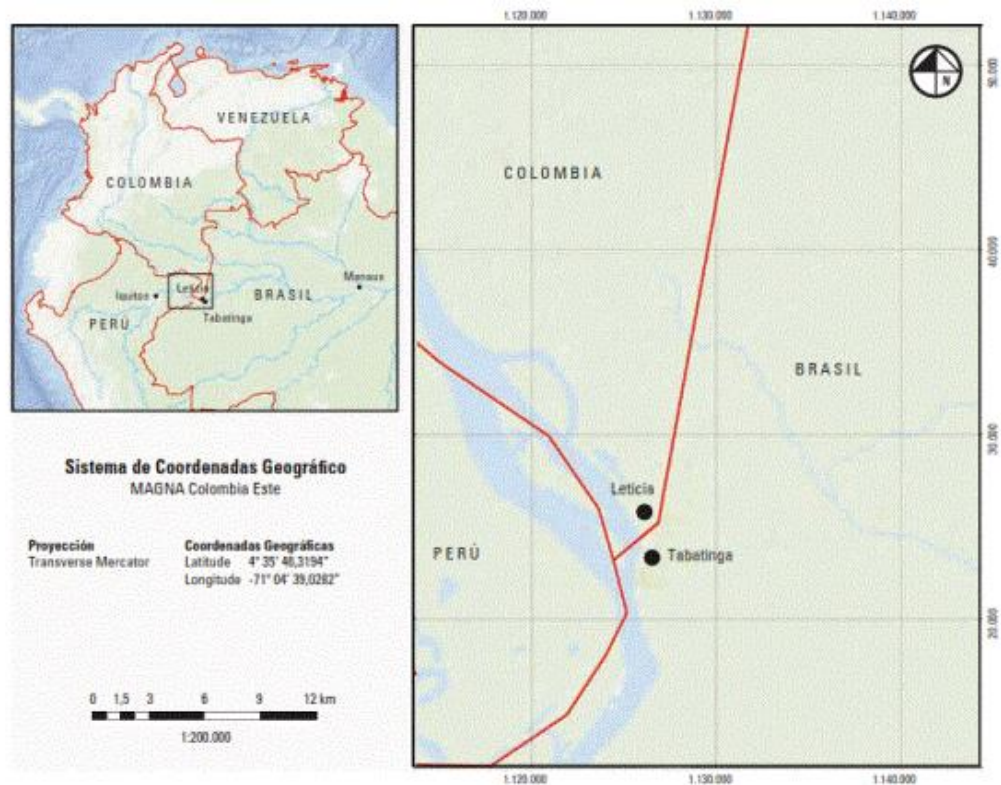 VENEZUELA
COLOMBIA
Manaus
Leticia
Iquitos
BRASIL
Tabatinga
PERÚ
Sistema de Coordenadas Geográfico
MAGNA Colombia Este
Proyección
Transverse Mercator
Coordenadas Geográficas
Latitude 4° 35' 46,3194"
Longitude -71° 04' 39,0282"
0 1,5 3 6 9 12 km
1:200.000
1.120.000 1.130.000 1.140.000
N
50.000
COLOMBIA
40.000
BRASIL
30.000
Leticia
PERÚ
Tabatinga
20.000
1.120.000 1.130.000 1.140.000